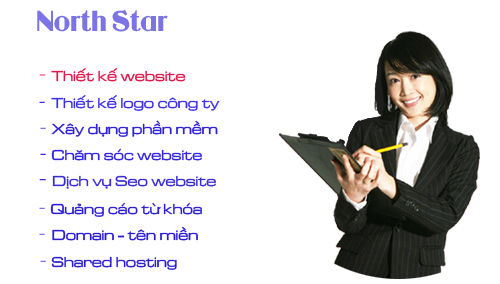 North Star
- Thiết kế website
- Thiết kế logo công ty
- Xây dựng phần mềm
- Chăm sóc website
- Dịch vụ Seo website
- Quảng cáo từ khóa
- Domain - tên miền
- Shared hosting